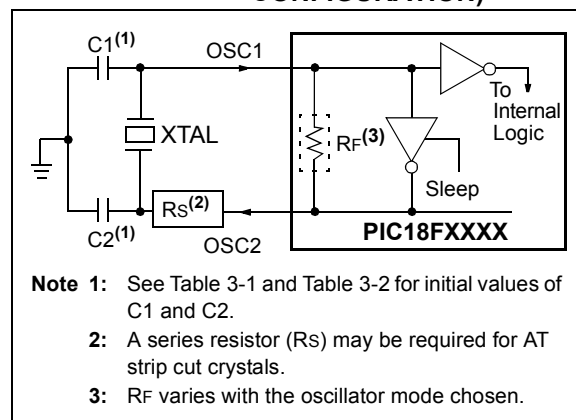 C1(1)
OSC1
To
Internal
Logic
XTAL
RF(3)
Sleep
RS(2)
C2(1)
OSC2
PIC18FXXXX
Note 1: See Table 3-1 and Table 3-2 for initial values of
C1 and C2.
2: A series resistor (RS) may be required for AT
strip cut crystals.
3: RF varies with the oscillator mode chosen.